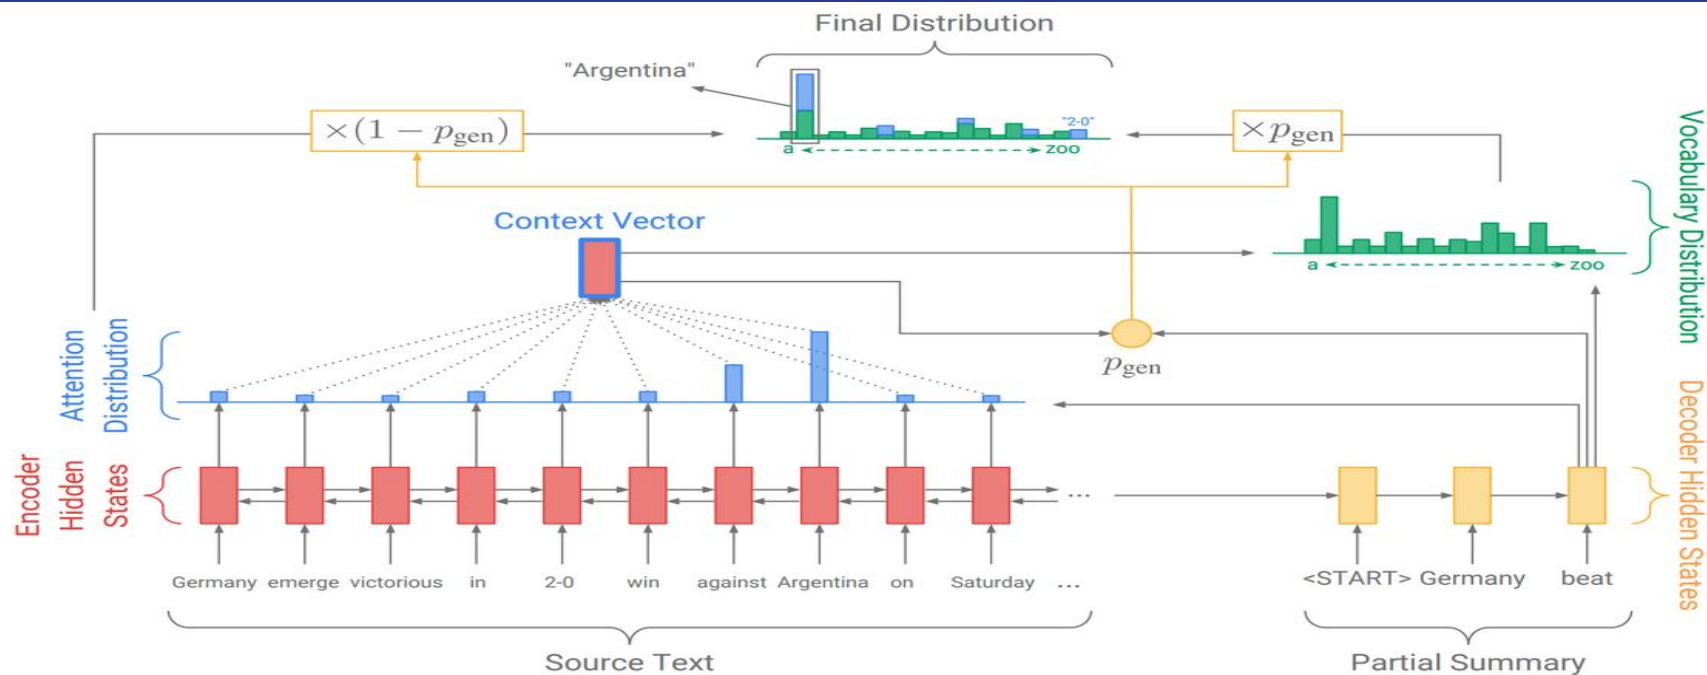 Final Distribution
"Argentina"
×(1 − pgen)
"2-0"
×pgen
a
zoo
Context Vector
Vocabulary Distribution
a
zoo
Attention
Distribution
pgen
Encoder
Hidden
States
...
Decoder Hidden States
Germany emerge victorious in 2-0 win against Argentina on Saturday ...
<START> Germany beat
Source Text
Partial Summary